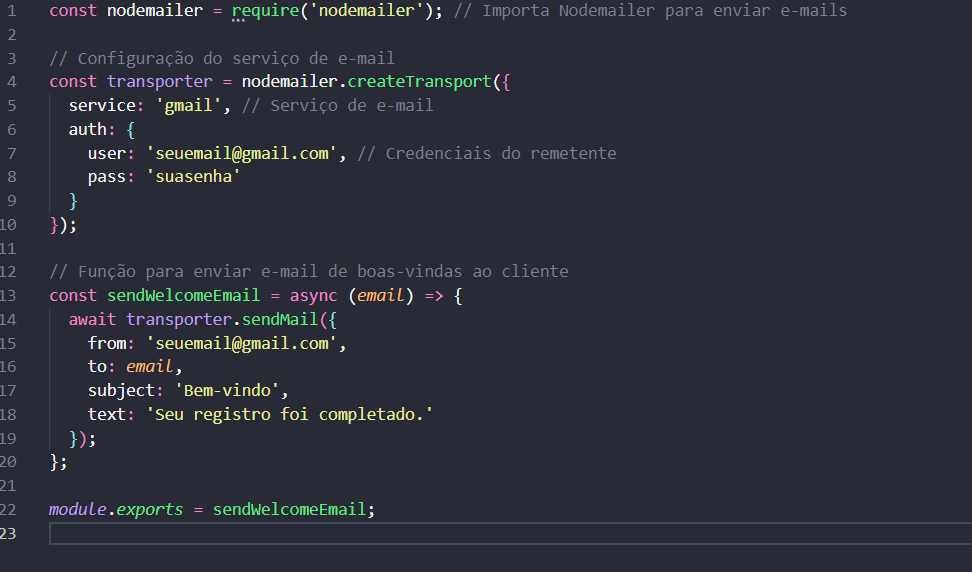 1 const nodemailer = require('nodemailer'); // Importa Nodemailer para enviar e-mails
2
3 // Configuração do serviço de e-mail
4 const transporter = nodemailer.createTransport({
5   service: 'gmail', // Serviço de e-mail
6   auth: {
7     user: 'seuemail@gmail.com', // Credenciais do remetente
8     pass: 'suasenha'
9   }
10 });
11
12 // Função para enviar e-mail de boas-vindas ao cliente
13 const sendWelcomeEmail = async (email) => {
14   await transporter.sendMail({
15     from: 'seuemail@gmail.com',
16     to: email,
17     subject: 'Bem-vindo',
18     text: 'Seu registro foi completado.'
19   });
20 };
21
22 module.exports = sendWelcomeEmail;
23